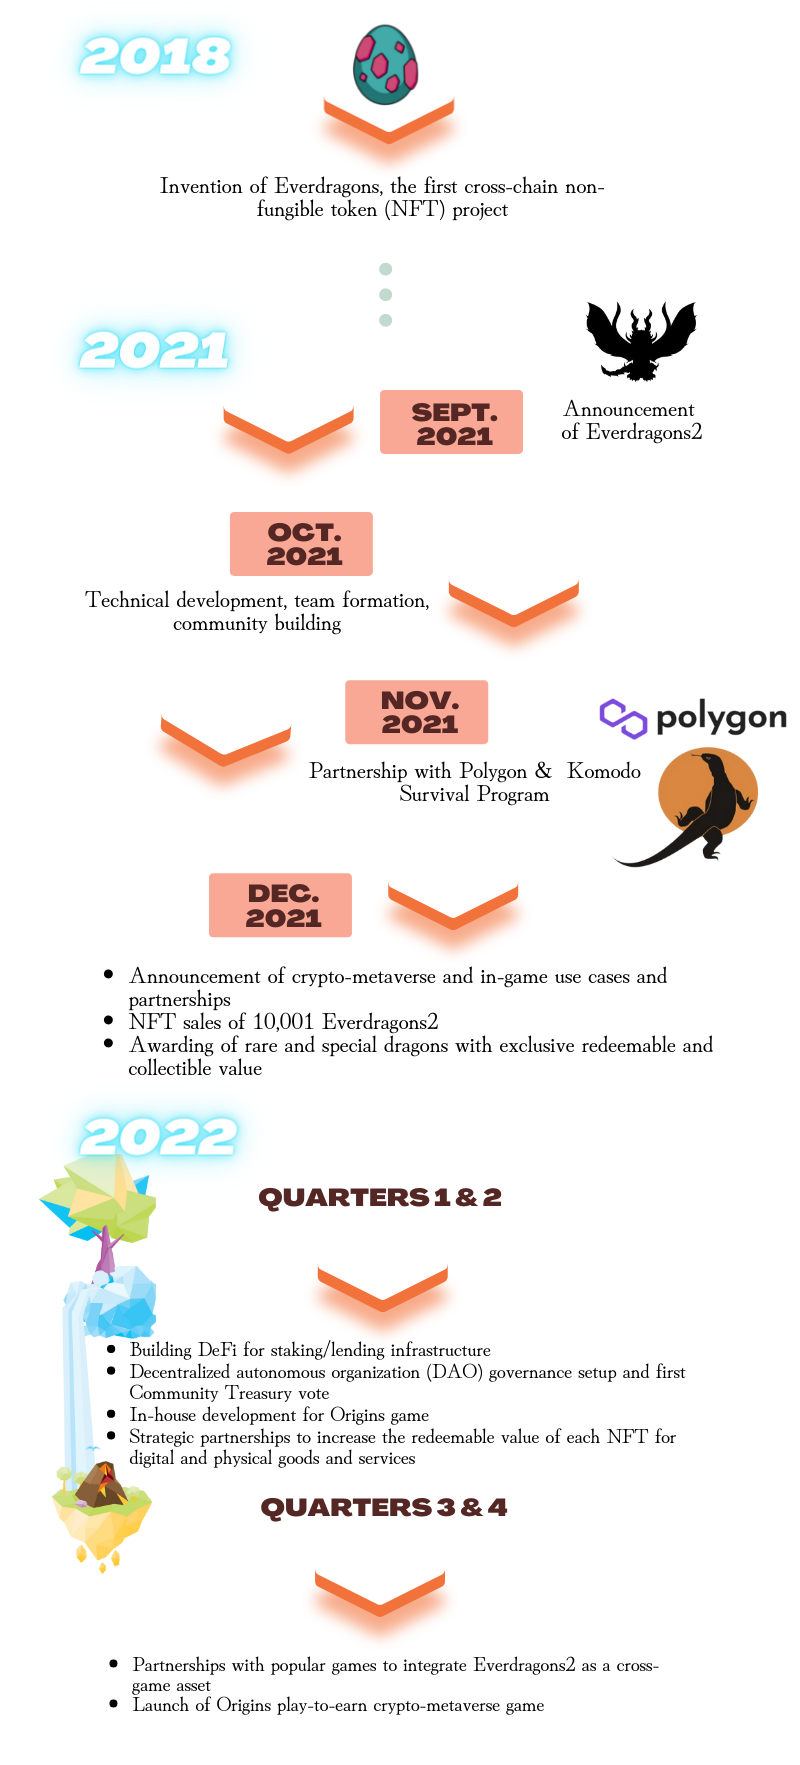 2018
Invention of Everdragons, the first cross-chain non-
fungible token (NFT) project
2021
SEPT.
2021
Announcement
of Everdragons2
OCT.
2021
Technical development, team formation,
community building
NOV.
2021
polygon
Partnership with Polygon & Komodo
Survival Program
DEC.
2021
• Announcement of crypto-metaverse and in-game use cases and
partnerships
• NFT sales of 10,001 Everdragons2
• Awarding of rare and special dragons with exclusive redeemable and
collectible value
2022
QUARTERS 1 & 2
• Building DeFi for staking/lending infrastructure
• Decentralized autonomous organization (DAO) governance setup and first
Community Treasury vote
• In-house development for Origins game
• Strategic partnerships to increase the redeemable value of each NFT for
digital and physical goods and services
QUARTERS 3 & 4
• Partnerships with popular games to integrate Everdragons2 as a cross-
game asset
• Launch of Origins play-to-earn crypto-metaverse game